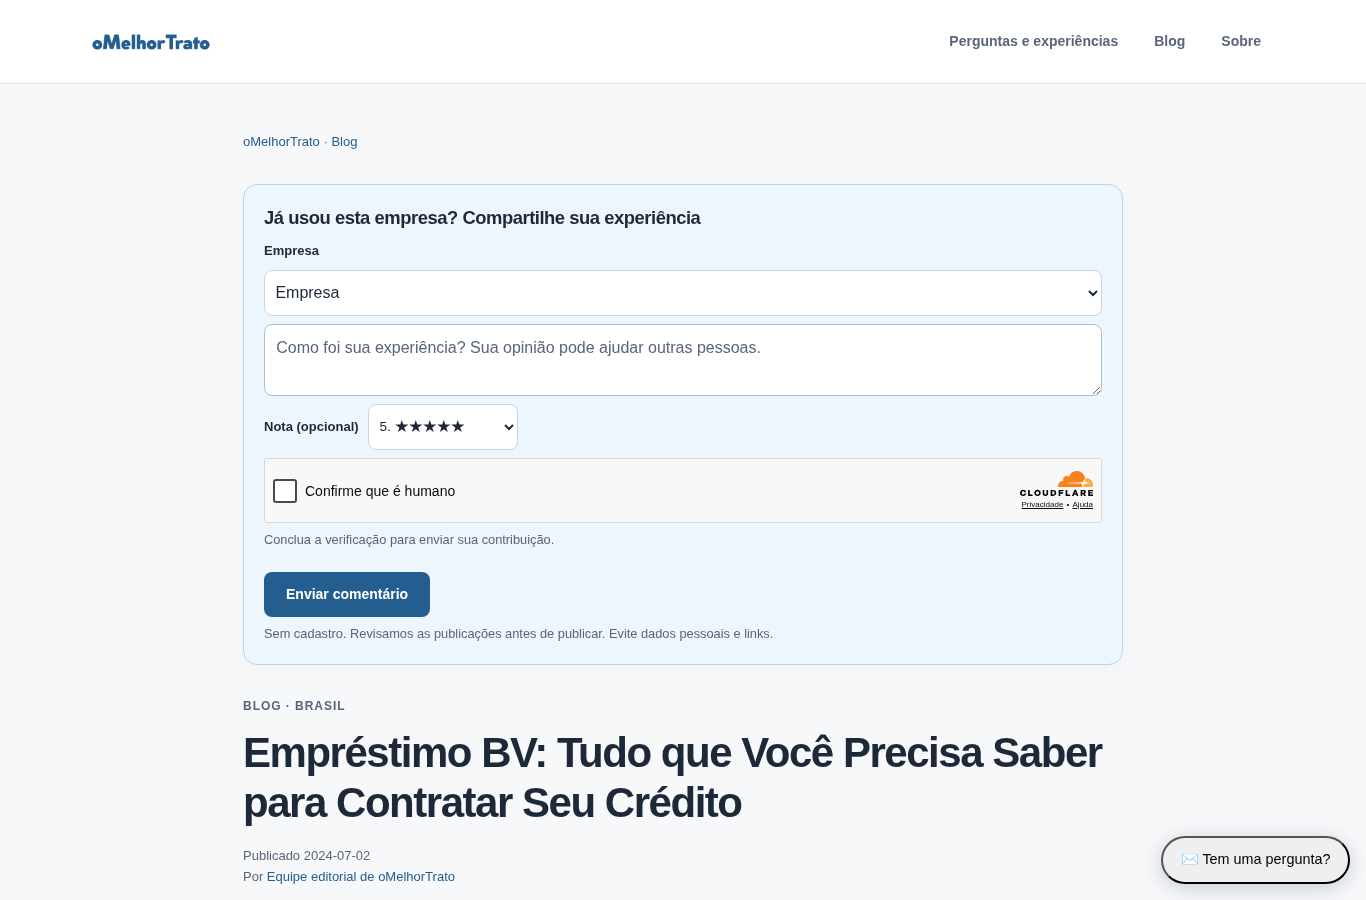 oMelhorTrato
Perguntas e experiências
Blog
Sobre
oMelhorTrato · Blog
Já usou esta empresa? Compartilhe sua experiência
Empresa
Empresa
Como foi sua experiência? Sua opinião pode ajudar outras pessoas.
Nota (opcional)
5. ★★★★★
Confirme que é humano
CLOUDFLARE
Privacidade • Ajuda
Conclua a verificação para enviar sua contribuição.
Enviar comentário
Sem cadastro. Revisamos as publicações antes de publicar. Evite dados pessoais e links.
BLOG · BRASIL
Empréstimo BV: Tudo que Você Precisa Saber
para Contratar Seu Crédito
Publicado 2024-07-02
Por Equipe editorial de oMelhorTrato
✉️ Tem uma pergunta?